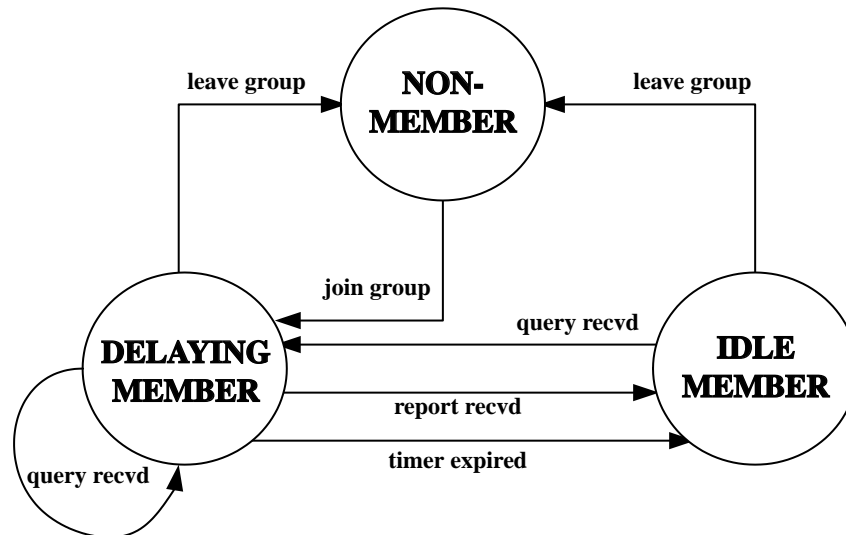 leave group
NON-
MEMBER
leave group
join group
query recvd
DELAYING
MEMBER
IDLE
MEMBER
report recvd
timer expired
query recvd